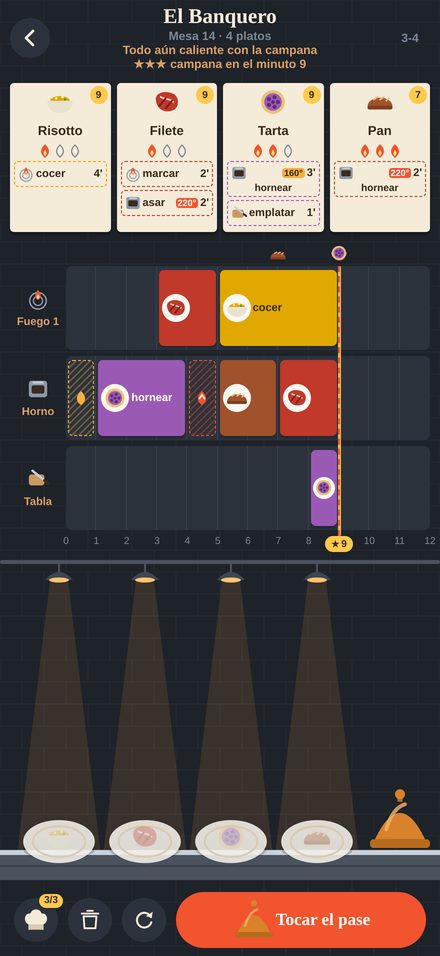 El Banquero
Mesa 14 · 4 platos
3-4
Todo aún caliente con la campana
★★★ campana en el minuto 9
9
Risotto
cocer 4'
9
Filete
marcar 2'
asar 220° 2'
9
Tarta
160° 3'
hornear
emplatar 1'
7
Pan
220° 2'
hornear
Fuego 1
cocer
Horno
hornear
Tabla
0 1 2 3 4 5 6 7 8 ★ 9 10 11 12
3/3
Tocar el pase